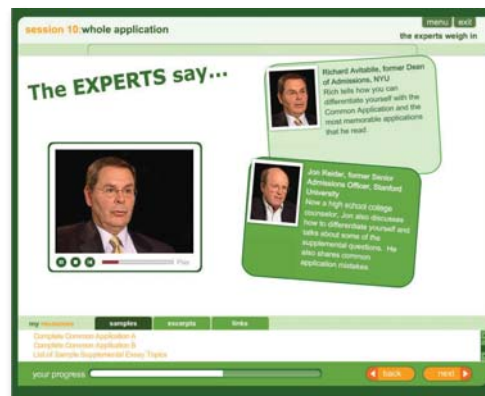 session 10:whole application
menu exit
the experts weigh in
The EXPERTS say...
Richard Avitabile, former Dean
of Admissions, NYU
Rich tells how you can
differentiate yourself with the
Common Application and the
most memorable applications
that he read.
Jon Reider, former Senior
Admissions Officer, Stanford
University
Now a high school college
counselor, Jon also discusses
how to differentiate yourself and
talks about some of the
supplemental questions. He
also shares common
application mistakes.
Play
my resources samples excerpts links
Complete Common Application A
Complete Common Application B
List of Sample Supplemental Essay Topics
your progress
back next